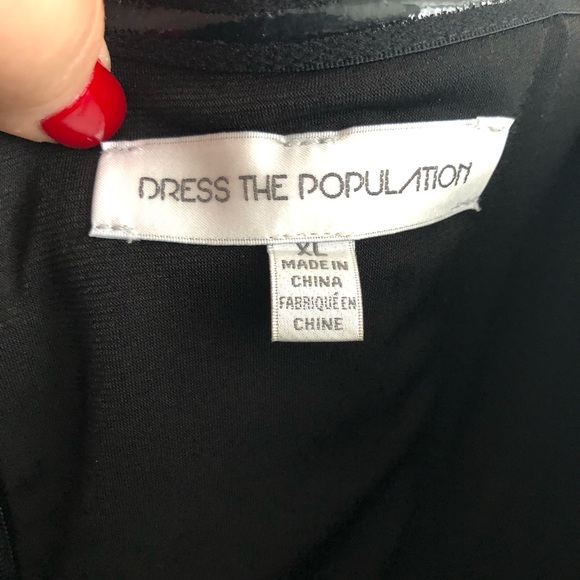 DRESS THE POPULATION
XL
MADE IN
CHINA
FABRIQUÉ EN
CHINE